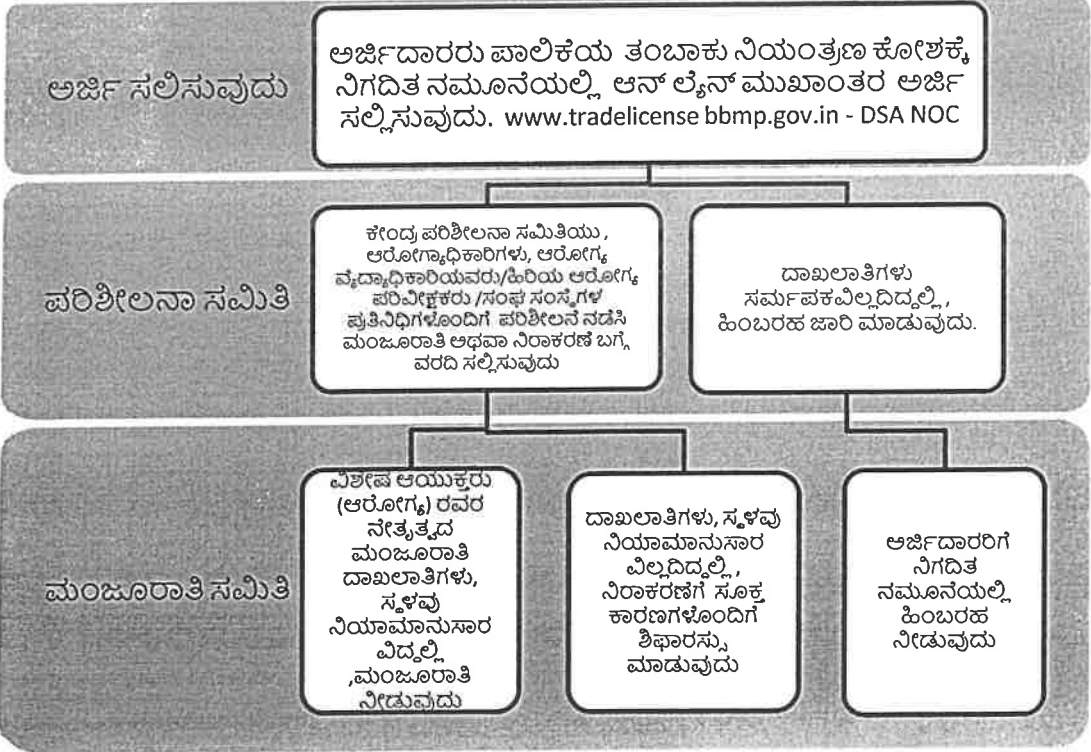 ಅರ್ಜಿ ಸಲಿಸುವುದು
ಅರ್ಜಿದಾರರು ಪಾಲಿಕೆಯ ತಂಬಾಕು ನಿಯಂತ್ರಣ ಕೋಶಕ್ಕೆ
ನಿಗದಿತ ನಮೂನೆಯಲ್ಲಿ ಆನ್ ಲೈನ್ ಮುಖಾಂತರ ಅರ್ಜಿ
ಸಲ್ಲಿಸುವುದು. www.tradelicense bbmp.gov.in - DSA NOC
ಪರಿಶೀಲನಾ ಸಮಿತಿ
ಕೇಂದ್ರ ಪರಿಶೀಲನಾ ಸಮಿತಿಯು ,
ಆರೋಗ್ಯಾಧಿಕಾರಿಗಳು, ಆರೋಗ್ಯ
ವೈದ್ಯಾಧಿಕಾರಿಯವರು/ಹಿರಿಯ ಆರೋಗ್ಯ
ಪರಿವೀಕ್ಷಕರು /ಸಂಘ ಸಂಸ್ಥೆಗಳ
ಪ್ರತಿನಿಧಿಗಳೊಂದಿಗೆ ಪರಿಶೀಲನೆ ನಡೆಸಿ
ಮಂಜೂರಾತಿ ಅಥವಾ ನಿರಾಕರಣೆ ಬಗ್ಗೆ
ವರದಿ ಸಲ್ಲಿಸುವುದು
ದಾಖಲಾತಿಗಳು
ಸರ್ಮಪಕವಿಲ್ಲದಿದ್ದಲ್ಲಿ ,
ಹಿಂಬರಹ ಜಾರಿ ಮಾಡುವುದು.
ಮಂಜೂರಾತಿ ಸಮಿತಿ
ವಿಶೇಷ ಆಯುಕ್ತರು
(ಆರೋಗ್ಯ) ರವರ
ನೇತೃತ್ವದ
ಮಂಜೂರಾತಿ
ದಾಖಲಾತಿಗಳು,
ಸ್ಥಳವು
ನಿಯಾಮಾನುಸಾರ
ವಿದ್ದಲ್ಲಿ
,ಮಂಜೂರಾತಿ
ನೀಡುವುದು
ದಾಖಲಾತಿಗಳು, ಸ್ಥಳವು
ನಿಯಾಮಾನುಸಾರ
ವಿಲ್ಲದಿದ್ದಲ್ಲಿ ,
ನಿರಾಕರಣೆಗೆ ಸೂಕ್ತ
ಕಾರಣಗಳೊಂದಿಗೆ
ಶಿಫಾರಸ್ಸು
ಮಾಡುವುದು
ಅರ್ಜಿದಾರರಿಗೆ
ನಿಗದಿತ
ನಮೂನೆಯಲ್ಲಿ
ಹಿಂಬರಹ
ನೀಡುವುದು